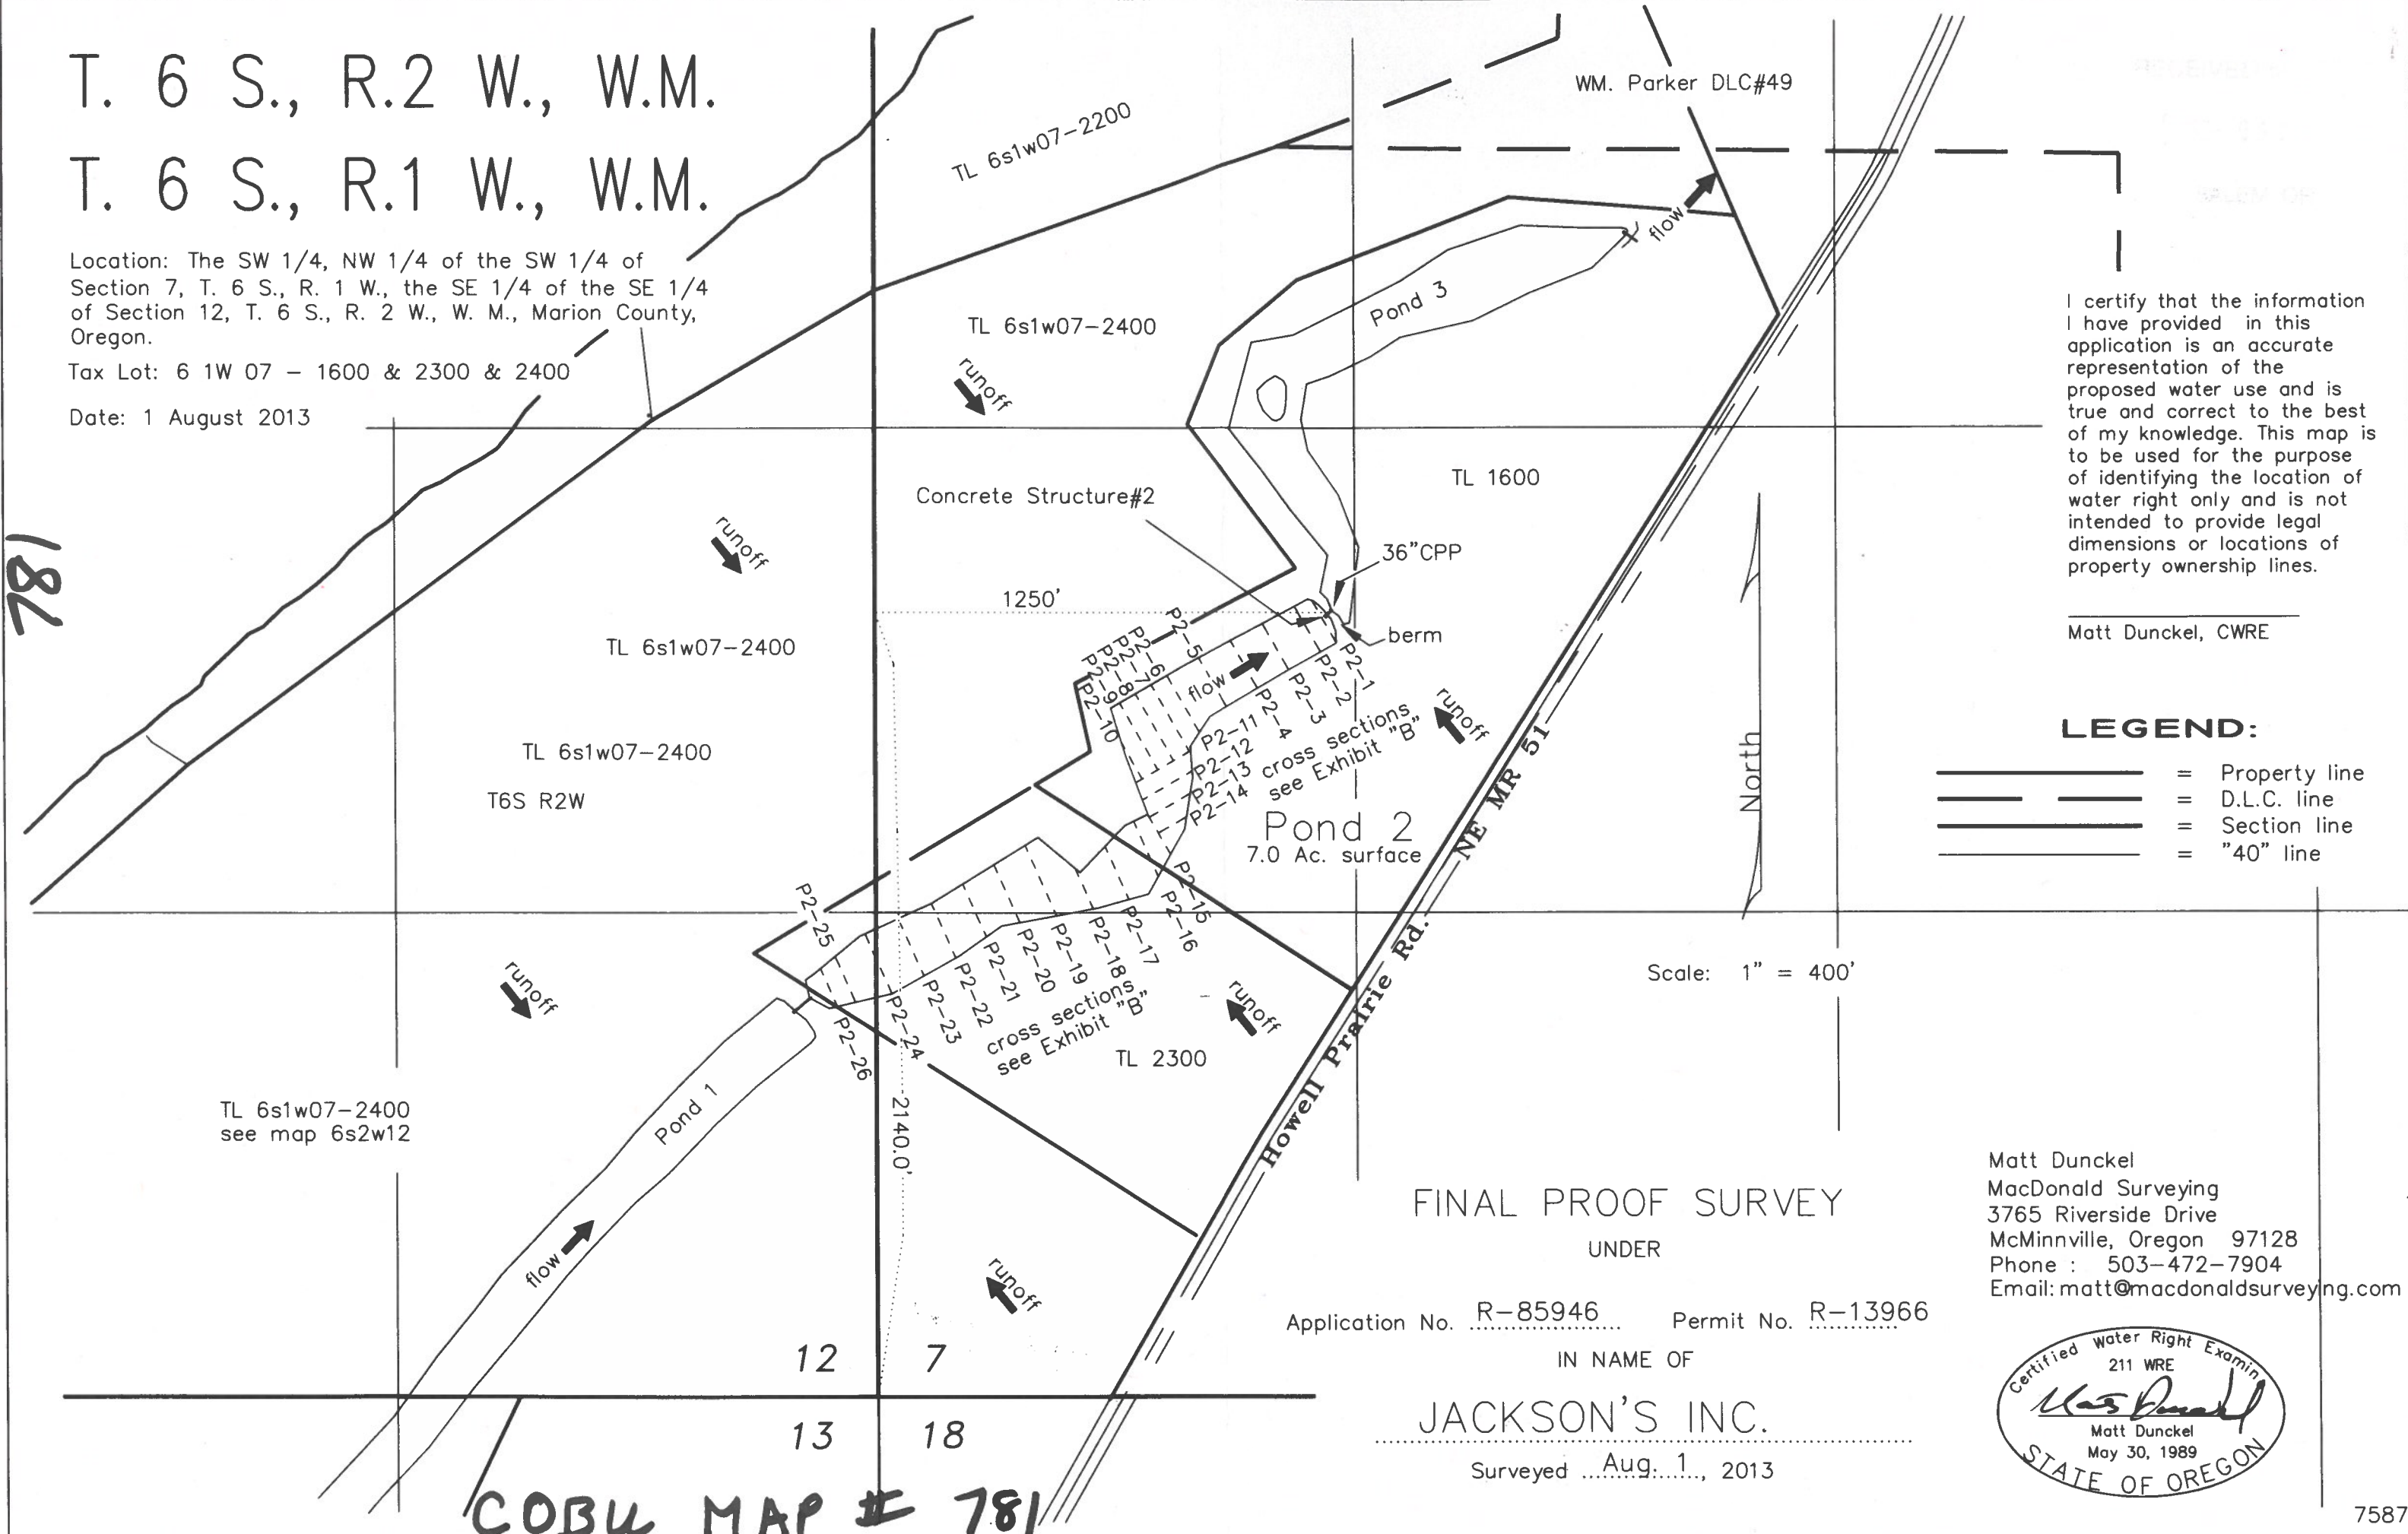 T. 6 S., R.2 W., W.M.
T. 6 S., R.1 W., W.M.
Location: The SW 1/4, NW 1/4 of the SW 1/4 of
Section 7, T. 6 S., R. 1 W., the SE 1/4 of the SE 1/4
of Section 12, T. 6 S., R. 2 W., W. M., Marion County,
Oregon.
Tax Lot: 6 1W 07 – 1600 & 2300 & 2400
Date: 1 August 2013
781
TL 6s1w07-2200
WM. Parker DLC#49
flow
Pond 3
TL 6s1w07-2400
runoff
Concrete Structure#2
TL 1600
36"CPP
runoff
1250'
berm
TL 6s1w07-2400
P2-5
P2-6
P2-7
P2-8
P2-9
P2-10
flow
P2-1
P2-2
P2-3
P2-4
P2-11
P2-12
P2-13
P2-14
cross sections
see Exhibit "B"
runoff
TL 6s1w07-2400
T6S R2W
Pond 2
7.0 Ac. surface
NE MR 51
Howell Prairie Rd.
North
P2-15
P2-16
P2-17
P2-18
P2-19
P2-20
P2-21
P2-22
P2-23
P2-24
P2-25
P2-26
cross sections
see Exhibit "B"
runoff
runoff
TL 2300
Pond 1
2140.0'
TL 6s1w07-2400
see map 6s2w12
flow
runoff
12
7
13
18
COBU MAP # 781
I certify that the information
I have provided in this
application is an accurate
representation of the
proposed water use and is
true and correct to the best
of my knowledge. This map is
to be used for the purpose
of identifying the location of
water right only and is not
intended to provide legal
dimensions or locations of
property ownership lines.
Matt Dunckel, CWRE
LEGEND:
= Property line
= D.L.C. line
= Section line
= "40" line
Scale: 1" = 400'
FINAL PROOF SURVEY
UNDER
Application No. R-85946 Permit No. R-13966
IN NAME OF
JACKSON'S INC.
Surveyed Aug. 1, 2013
Matt Dunckel
MacDonald Surveying
3765 Riverside Drive
McMinnville, Oregon 97128
Phone : 503-472-7904
Email: matt@macdonaldsurveying.com
Certified Water Right Examin
211 WRE
Matt Dunckel
Matt Dunckel
May 30, 1989
STATE OF OREGON
7587